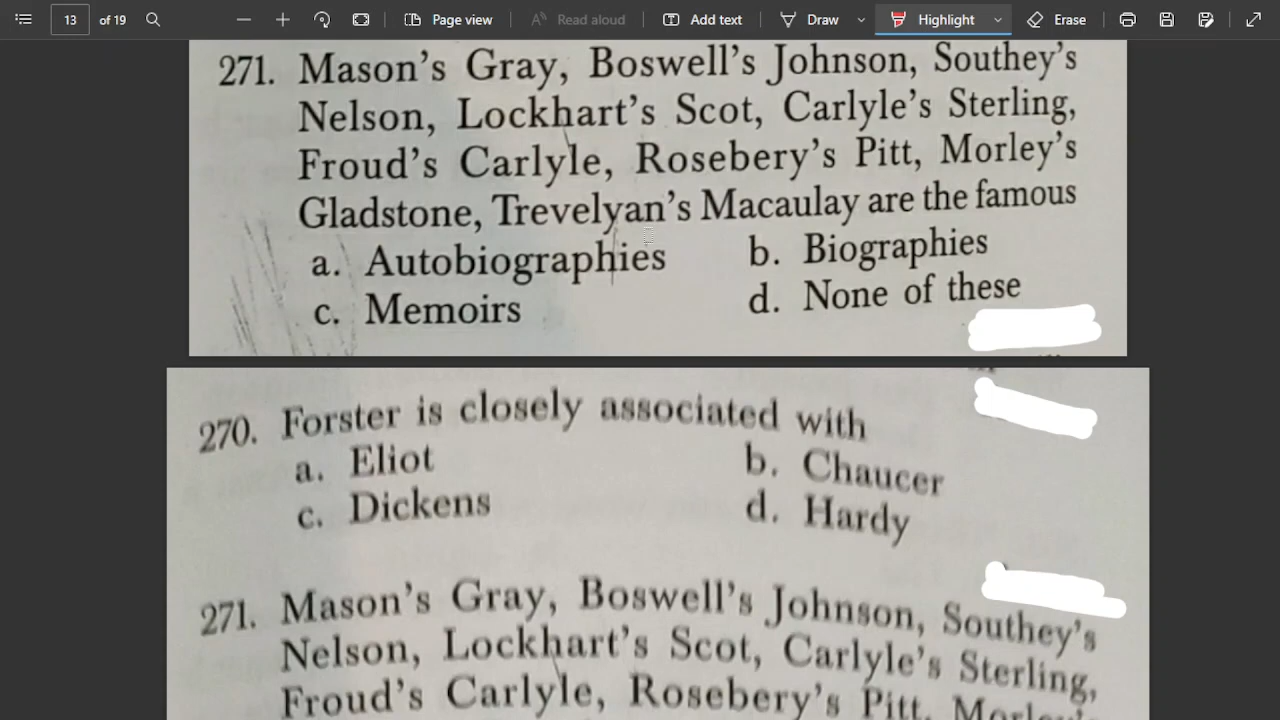 13 of 19 Page view Read aloud Add text Draw Highlight Erase
271. Mason's Gray, Boswell's Johnson, Southey's
Nelson, Lockhart's Scot, Carlyle's Sterling,
Froud's Carlyle, Rosebery's Pitt, Morley's
Gladstone, Trevelyan's Macaulay are the famous
a. Autobiographies b. Biographies
c. Memoirs d. None of these
270. Forster is closely associated with
a. Eliot b. Chaucer
c. Dickens d. Hardy
271. Mason's Gray, Boswell's Johnson, Southey's
Nelson, Lockhart's Scot, Carlyle's Sterling,
Froud's Carlyle, Rosebery's Pitt, Morley's